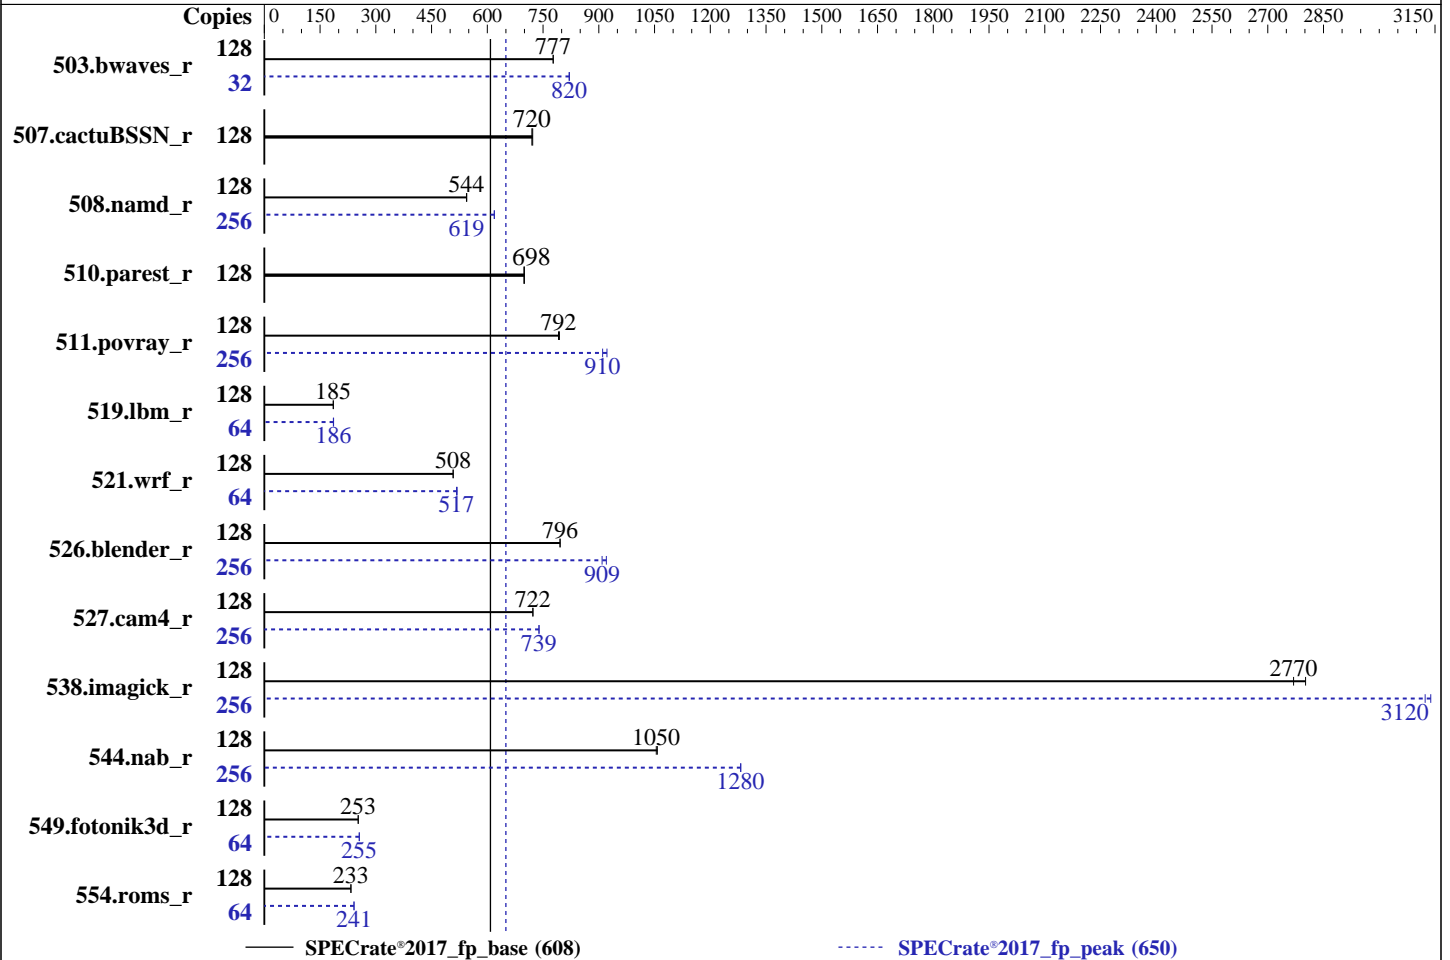 Copies 0 150 300 450 600 750 900 1050 1200 1350 1500 1650 1800 1950 2100 2250 2400 2550 2700 2850 3150
503.bwaves_r 128 777
32 820
507.cactuBSSN_r 128 720
508.namd_r 128 544
256 619
510.parest_r 128 698
511.povray_r 128 792
256 910
519.lbm_r 128 185
64 186
521.wrf_r 128 508
64 517
526.blender_r 128 796
256 909
527.cam4_r 128 722
256 739
538.imagick_r 128 2770
256 3120
544.nab_r 128 1050
256 1280
549.fotonik3d_r 128 253
64 255
554.roms_r 128 233
64 241
SPECrate®2017_fp_base (608) SPECrate®2017_fp_peak (650)